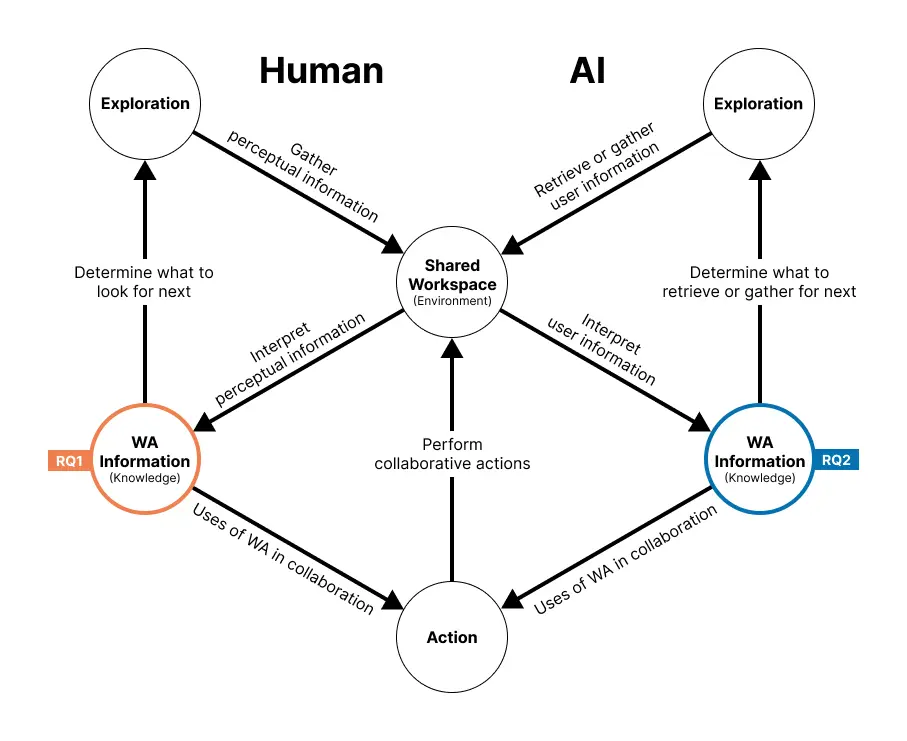 Human
AI
Exploration
Exploration
Gather
perceptual information
Retrieve or gather
user information
Shared
Workspace
(Environment)
Determine what to
look for next
Determine what to
retrieve or gather for next
Interpret
perceptual information
Interpret
user information
RQ1
WA
Information
(Knowledge)
Perform
collaborative actions
WA
Information
(Knowledge)
RQ2
Uses of WA in collaboration
Uses of WA in collaboration
Action